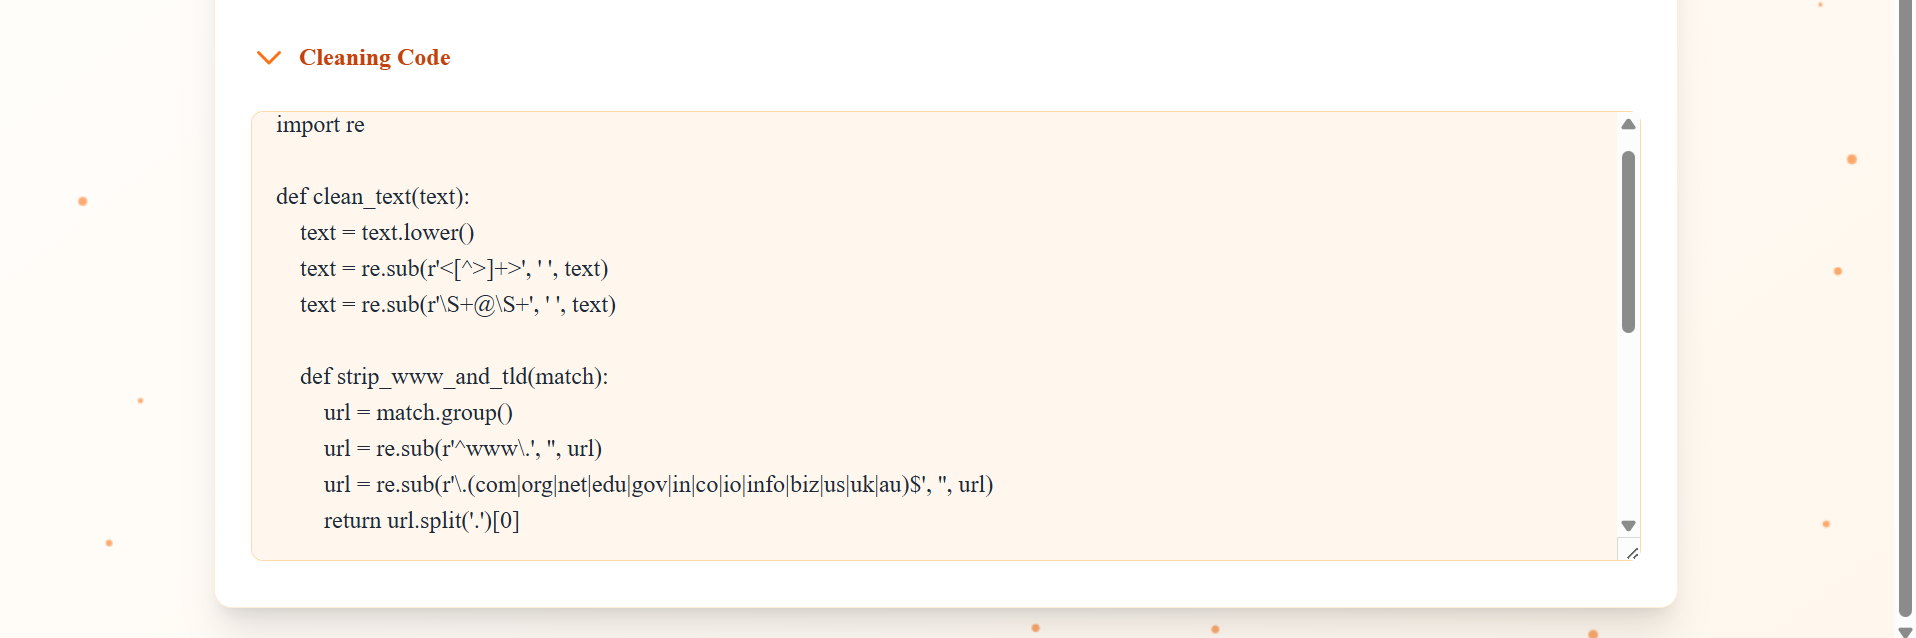 Cleaning Code
import re
def clean_text(text):
    text = text.lower()
    text = re.sub(r'<[^>]+>', ' ', text)
    text = re.sub(r'\S+@\S+', ' ', text)
    def strip_www_and_tld(match):
        url = match.group()
        url = re.sub(r'^www\.', '', url)
        url = re.sub(r'\.(com|org|net|edu|gov|in|co|io|info|biz|us|uk|au)$', '', url)
        return url.split('.')[0]